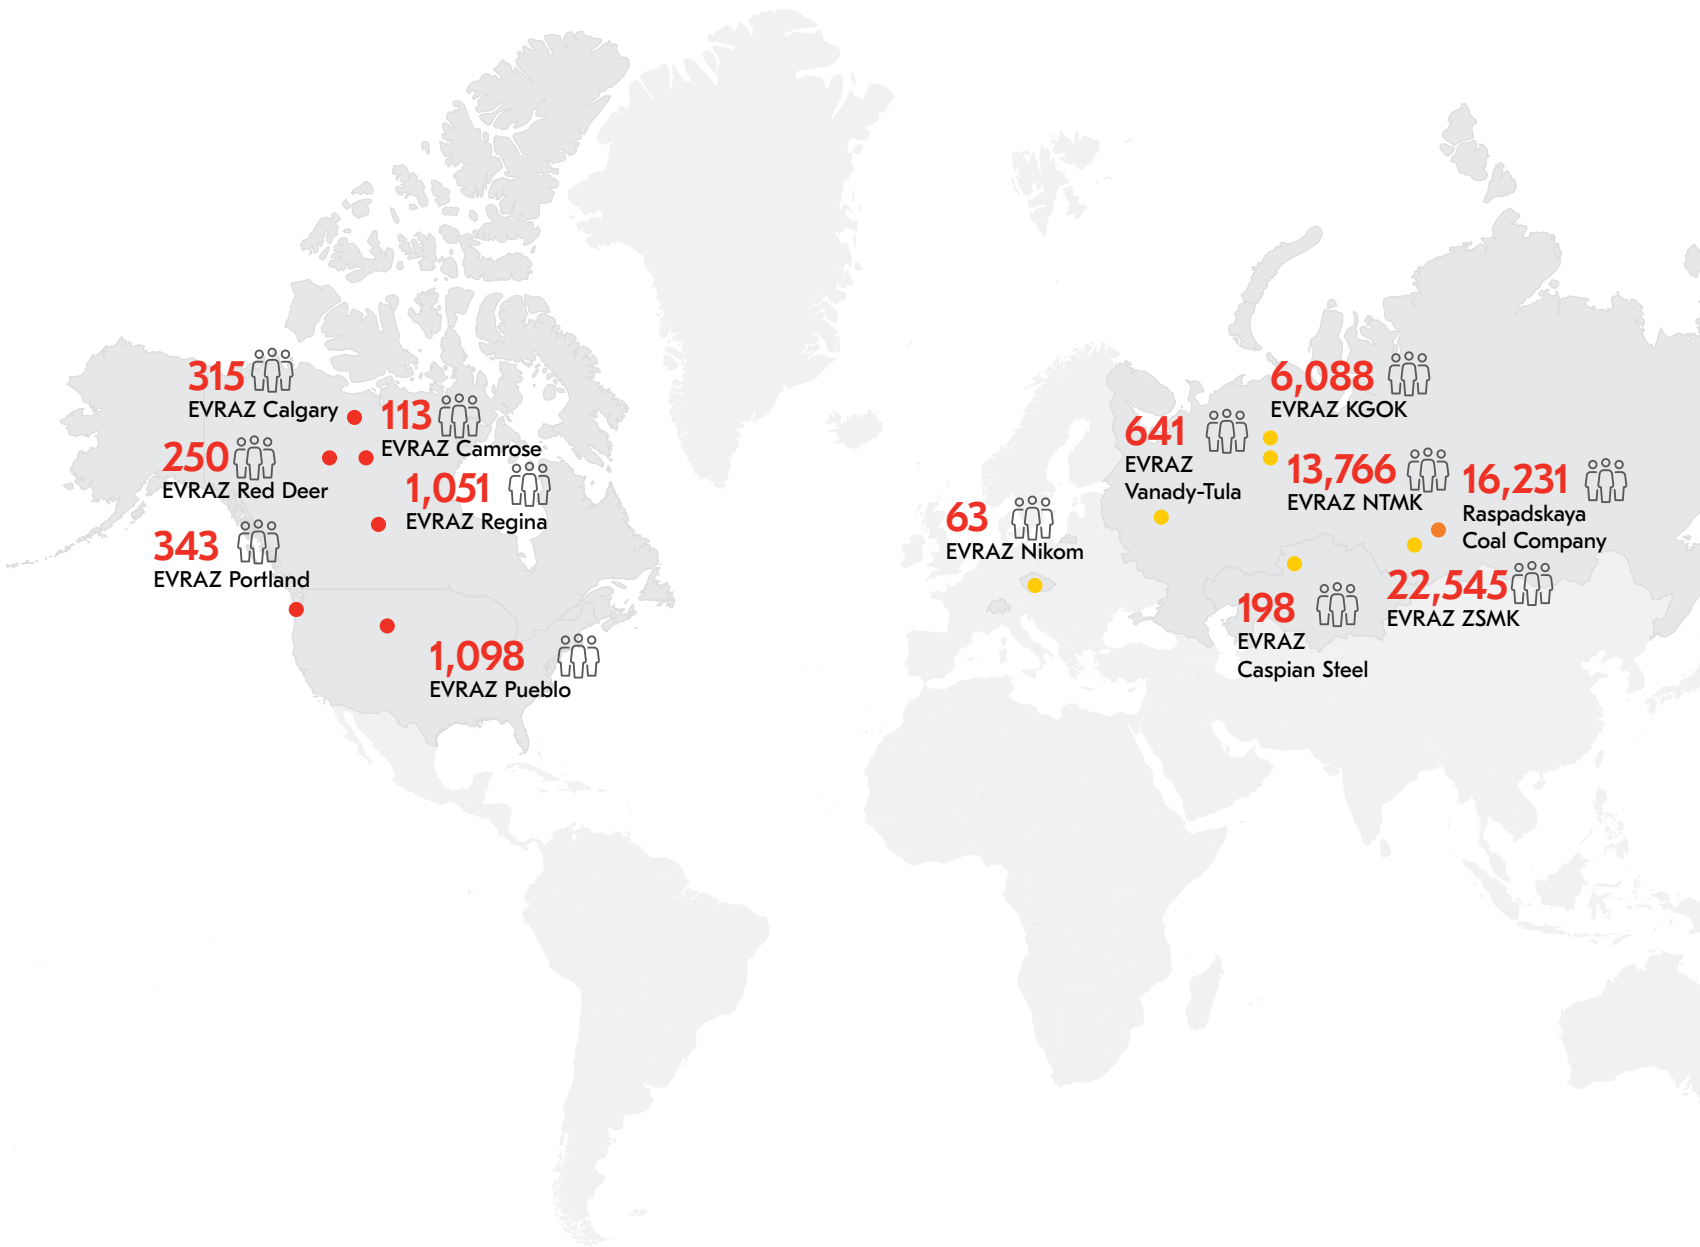 315
EVRAZ Calgary
113
EVRAZ Camrose
250
EVRAZ Red Deer
1,051
EVRAZ Regina
343
EVRAZ Portland
1,098
EVRAZ Pueblo
63
EVRAZ Nikom
641
EVRAZ
Vanady-Tula
6,088
EVRAZ KGOK
13,766
EVRAZ NTMK
16,231
Raspadskaya
Coal Company
22,545
EVRAZ ZSMK
198
EVRAZ
Caspian Steel